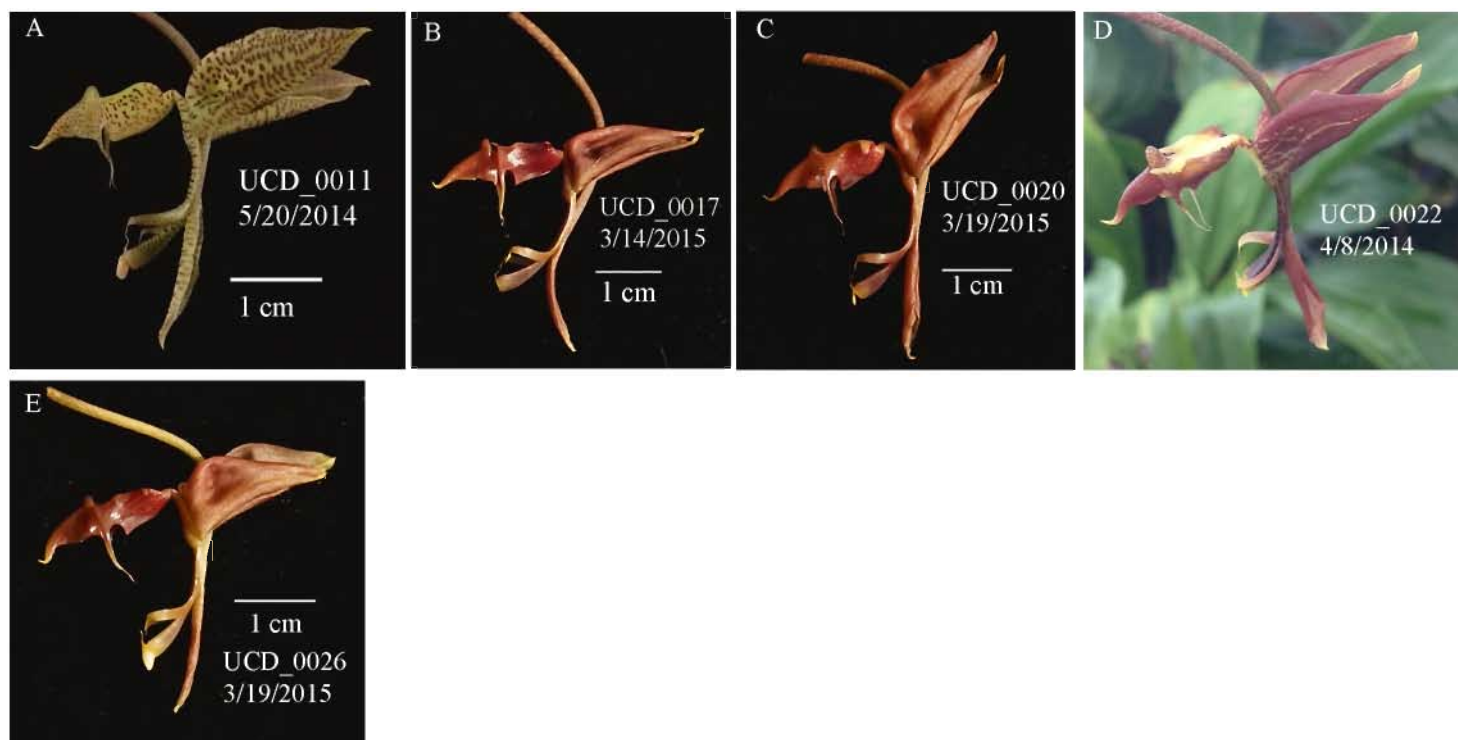 A
UCD_0011
5/20/2014
1 cm
B
UCD_0017
3/14/2015
1 cm
C
UCD_0020
3/19/2015
1 cm
D
UCD_0022
4/8/2014
E
1 cm
UCD_0026
3/19/2015